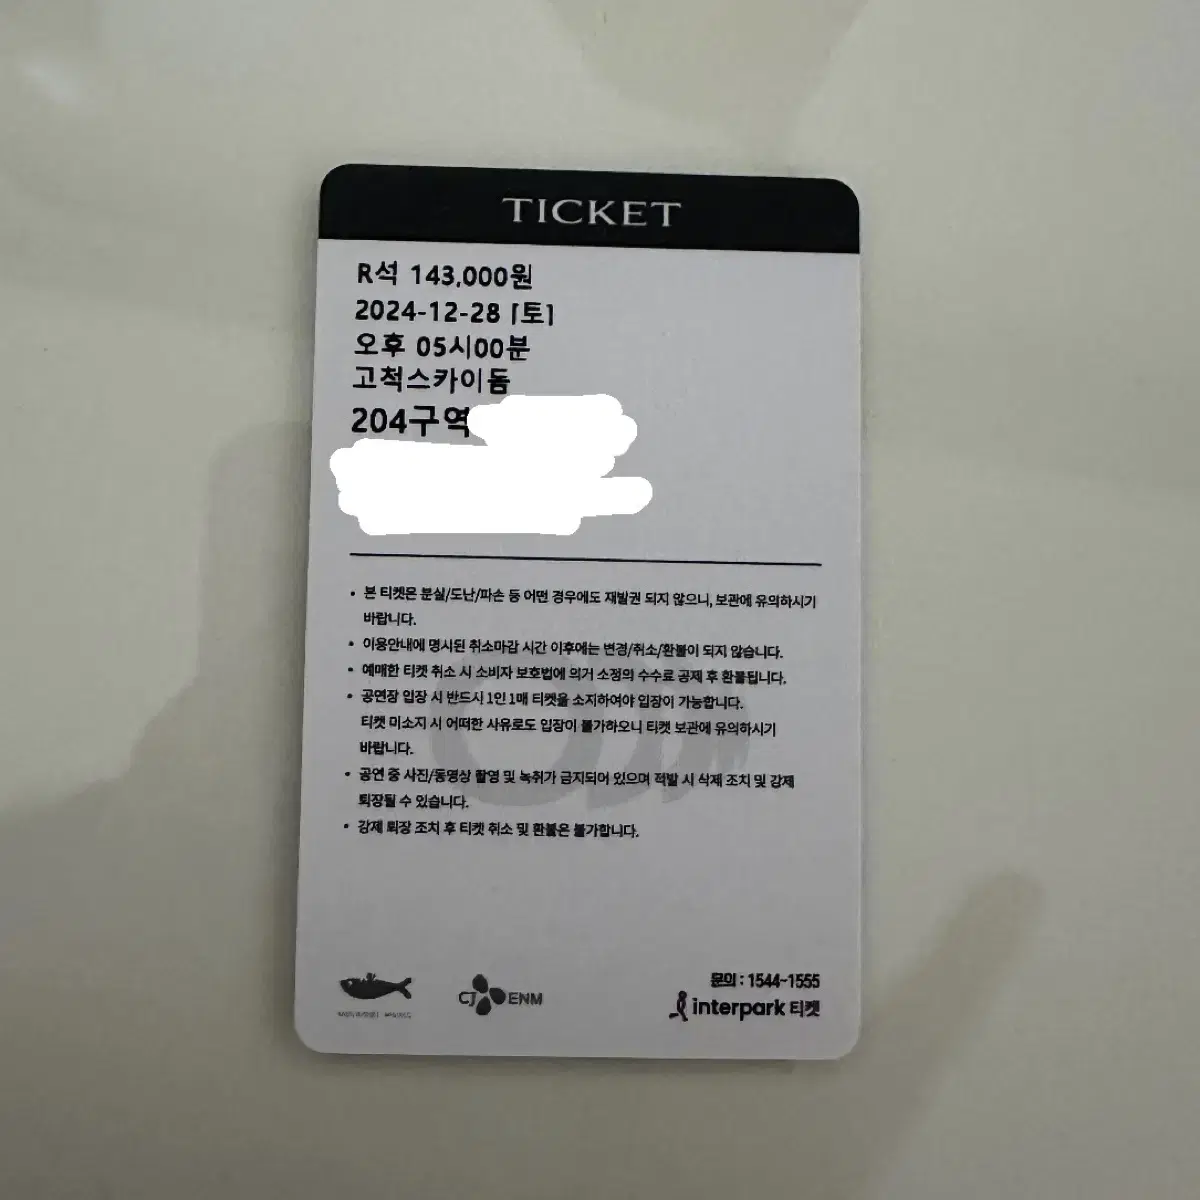 TICKET
R석 143,000원
2024-12-28 [토]
오후 05시00분
고척스카이돔
204구역
• 본 티켓은 분실/도난/파손 등 어떤 경우에도 재발권 되지 않으니, 보관에 유의하시기
바랍니다.
• 이용안내에 명시된 취소마감 시간 이후에는 변경/취소/환불이 되지 않습니다.
• 예매한 티켓 취소 시 소비자 보호법에 의거 소정의 수수료 공제 후 환불됩니다.
• 공연장 입장 시 반드시 1인 1매 티켓을 소지하여야 입장이 가능합니다.
티켓 미소지 시 어떠한 사유로도 입장이 불가하오니 티켓 보관에 유의하시기
바랍니다.
• 공연 중 사진/동영상 촬영 및 녹취가 금지되어 있으며 적발 시 삭제 조치 및 강제
퇴장될 수 있습니다.
• 강제 퇴장 조치 후 티켓 취소 및 환불은 불가합니다.
CJ ENM
문의 : 1544-1555
interpark 티켓